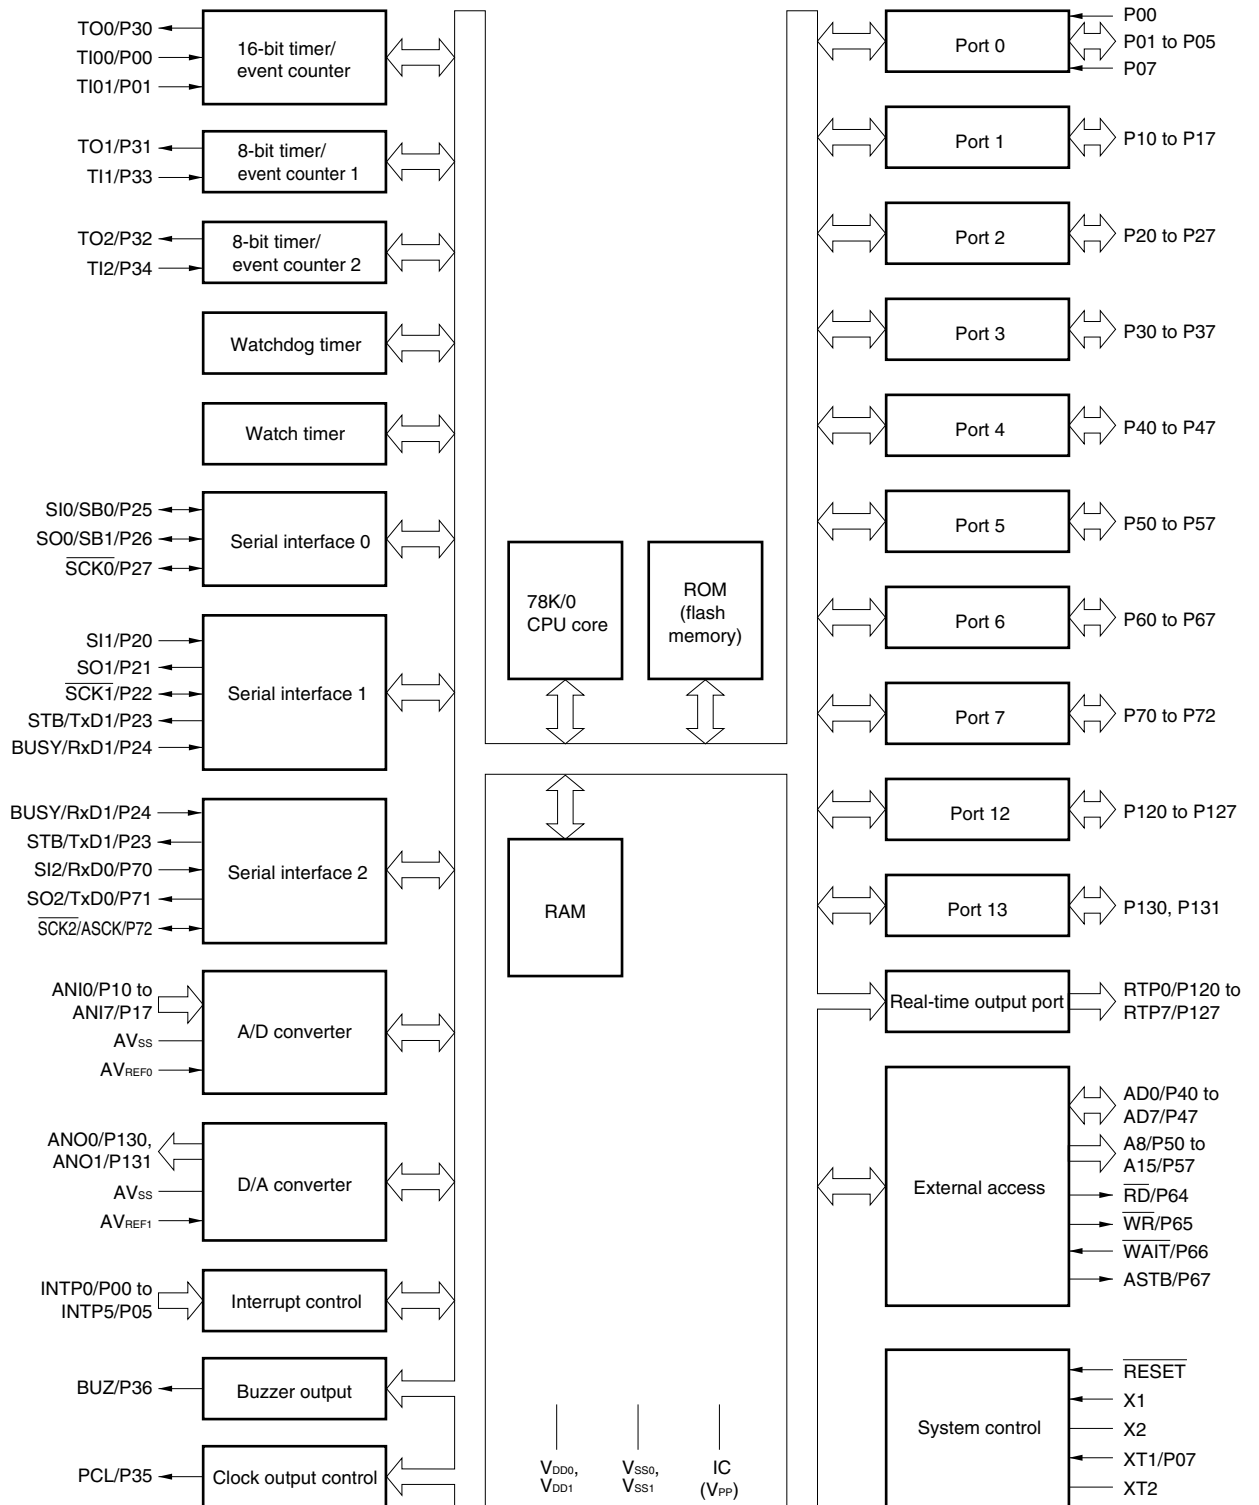 TO0/P30
TI00/P00
TI01/P01
16-bit timer/
event counter
TO1/P31
TI1/P33
8-bit timer/
event counter 1
TO2/P32
TI2/P34
8-bit timer/
event counter 2
Watchdog timer
Watch timer
SI0/SB0/P25
SO0/SB1/P26
SCK0/P27
Serial interface 0
SI1/P20
SO1/P21
SCK1/P22
STB/TxD1/P23
BUSY/RxD1/P24
Serial interface 1
BUSY/RxD1/P24
STB/TxD1/P23
SI2/RxD0/P70
SO2/TxD0/P71
SCK2/ASCK/P72
Serial interface 2
ANI0/P10 to
ANI7/P17
AVSS
AVREF0
A/D converter
ANO0/P130,
ANO1/P131
AVSS
AVREF1
D/A converter
INTP0/P00 to
INTP5/P05
Interrupt control
BUZ/P36
Buzzer output
PCL/P35
Clock output control
78K/0
CPU core
ROM
(flash
memory)
RAM
VDD0,
VDD1
VSS0,
VSS1
IC
(VPP)
Port 0
P00
P01 to P05
P07
Port 1
P10 to P17
Port 2
P20 to P27
Port 3
P30 to P37
Port 4
P40 to P47
Port 5
P50 to P57
Port 6
P60 to P67
Port 7
P70 to P72
Port 12
P120 to P127
Port 13
P130, P131
Real-time output port
RTP0/P120 to
RTP7/P127
External access
AD0/P40 to
AD7/P47
A8/P50 to
A15/P57
RD/P64
WR/P65
WAIT/P66
ASTB/P67
System control
RESET
X1
X2
XT1/P07
XT2